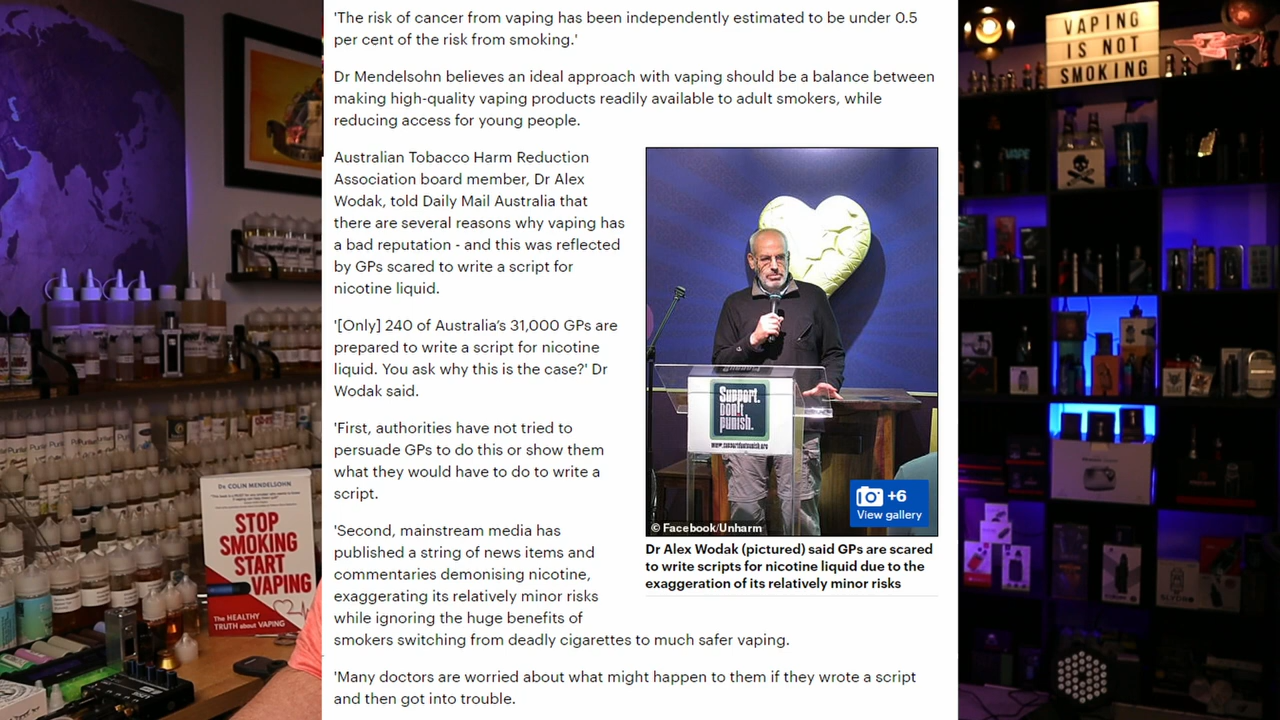 'The risk of cancer from vaping has been independently estimated to be under 0.5
per cent of the risk from smoking.'
Dr Mendelsohn believes an ideal approach with vaping should be a balance between
making high-quality vaping products readily available to adult smokers, while
reducing access for young people.
Australian Tobacco Harm Reduction
Association board member, Dr Alex
Wodak, told Daily Mail Australia that
there are several reasons why vaping has
a bad reputation - and this was reflected
by GPs scared to write a script for
nicotine liquid.
'[Only] 240 of Australia's 31,000 GPs are
prepared to write a script for nicotine
liquid. You ask why this is the case?' Dr
Wodak said.
'First, authorities have not tried to
persuade GPs to do this or show them
what they would have to do to write a
script.
'Second, mainstream media has
published a string of news items and
commentaries demonising nicotine,
exaggerating its relatively minor risks
while ignoring the huge benefits of
smokers switching from deadly cigarettes to much safer vaping.
'Many doctors are worried about what might happen to them if they wrote a script
and then got into trouble.
Support.
Don't
punish.
+6
View gallery
© Facebook/Unharm
Dr Alex Wodak (pictured) said GPs are scared
to write scripts for nicotine liquid due to the
exaggeration of its relatively minor risks
VAPING
IS NOT
SMOKING
Dr COLIN MENDELSOHN
STOP
SMOKING
START
VAPING
The HEALTHY
TRUTH about VAPING